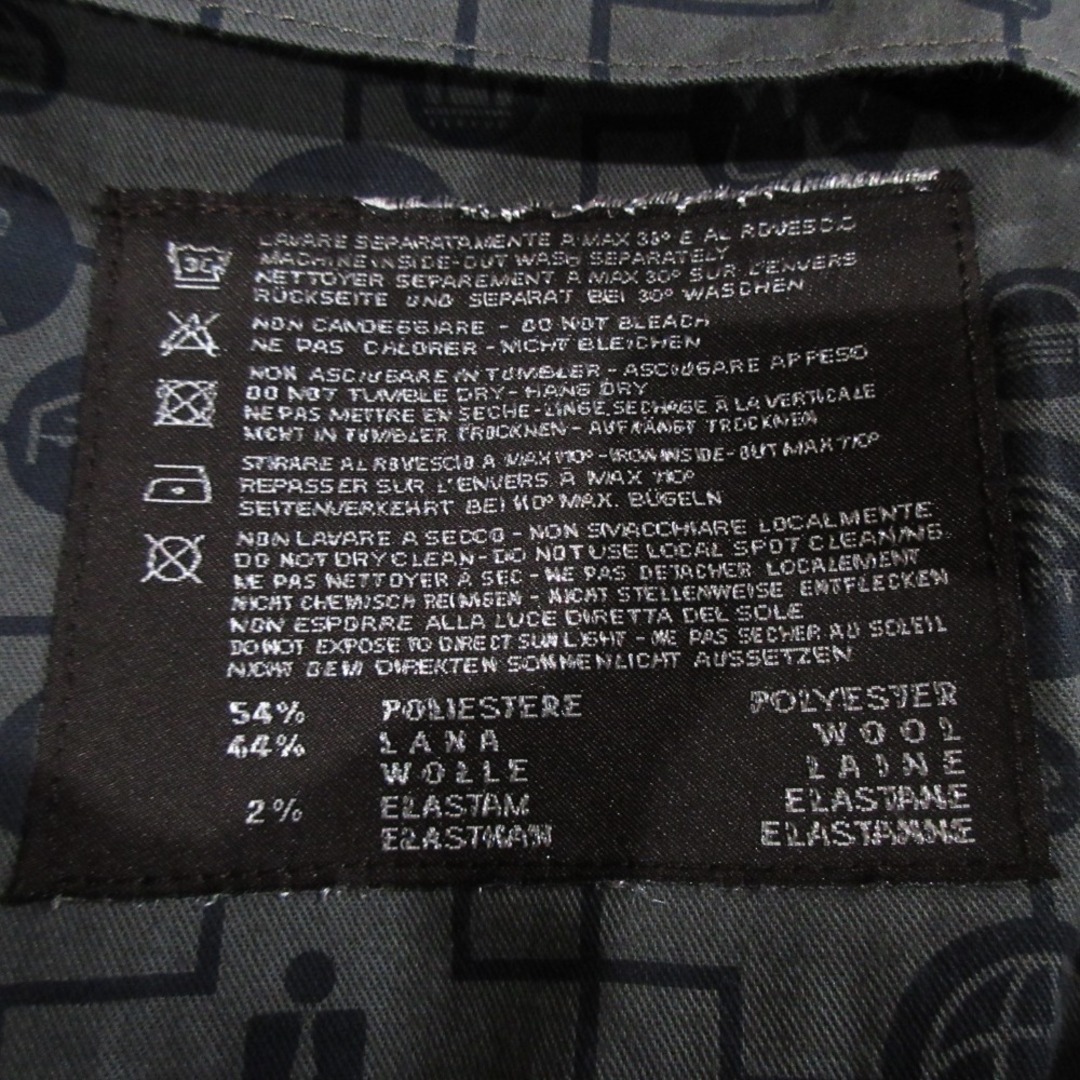 LAVARE SEPARATAMENTE A MAX 30° E AL ROVESCIO
MACHINE INSIDE-OUT WASH SEPARATELY
NETTOYER SEPAREMENT A MAX 30° SUR L'ENVERS
RÜCKSEITE UND SEPARAT BEI 30° WASCHEN
30
NON CANDEGGIARE - DO NOT BLEACH
NE PAS CHLORER - NICHT BLEICHEN
NON ASCIUGARE IN TUMBLER - ASCIUGARE APPESO
DO NOT TUMBLE DRY - HANG DRY
NE PAS METTRE EN SECHE-LINGE, SECHAGE À LA VERTICALE
NICHT IN TUMBLER TROCKNEN - AUFHÄNGT TROCKNEN
STIRARE AL ROVESCIO A MAX 110° - IRON INSIDE-OUT MAX 110°
REPASSER SUR L'ENVERS À MAX 110°
SEITENVERKEHRT BEI 110° MAX. BÜGELN
NON LAVARE A SECCO - NON SMACCHIARE LOCALMENTE
DO NOT DRY CLEAN - DO NOT USE LOCAL SPOT CLEANING
NE PAS NETTOYER A SEC - NE PAS DETACHER LOCALEMENT
NICHT CHEMISCH REINIGEN - NICHT STELLENWEISE ENTFLECKEN
NON ESPORRE ALLA LUCE DIRETTA DEL SOLE
DO NOT EXPOSE TO DIRECT SUN LIGHT - NE PAS SECHER AU SOLEIL
NICHT DEM DIREKTEN SONNENLICHT AUSSETZEN
54% POLIESTERE POLYESTER
44% LANA WOOL
WOLLE LAINE
2% ELASTAM ELASTANE
ELASTHAN ELASTANNE